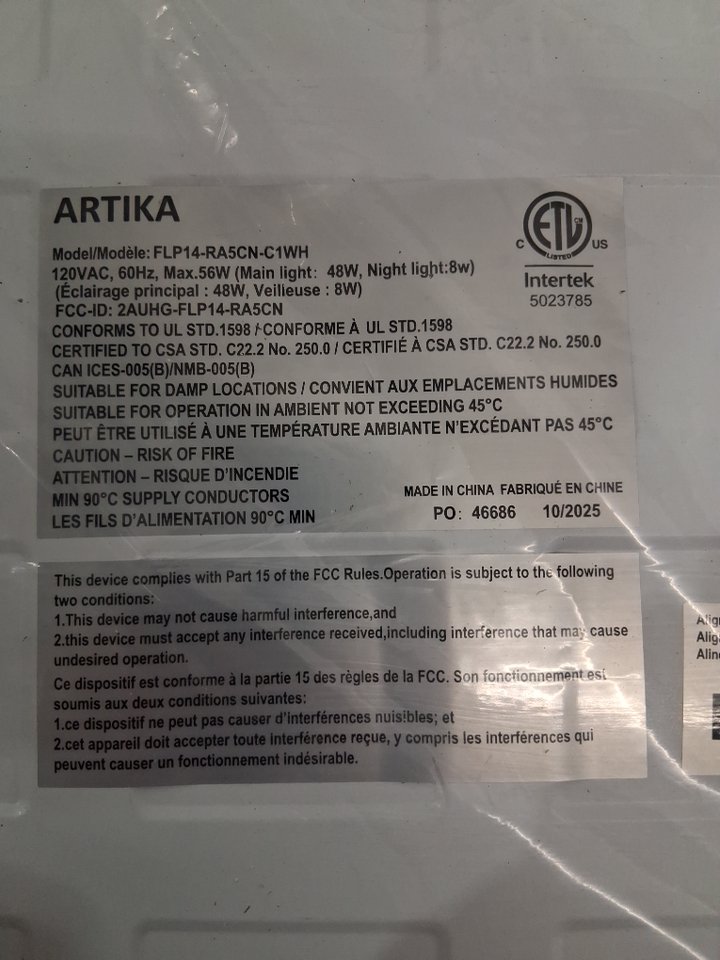 ARTIKA
C ETL CM US
LISTED
Intertek
5023785
Model/Modèle: FLP14-RA5CN-C1WH
120VAC, 60Hz, Max.56W (Main light: 48W, Night light:8w)
(Éclairage principal : 48W, Veilleuse : 8W)
FCC-ID: 2AUHG-FLP14-RA5CN
CONFORMS TO UL STD.1598 / CONFORME À UL STD.1598
CERTIFIED TO CSA STD. C22.2 No. 250.0 / CERTIFIÉ À CSA STD. C22.2 No. 250.0
CAN ICES-005(B)/NMB-005(B)
SUITABLE FOR DAMP LOCATIONS / CONVIENT AUX EMPLACEMENTS HUMIDES
SUITABLE FOR OPERATION IN AMBIENT NOT EXCEEDING 45°C
PEUT ÊTRE UTILISÉ À UNE TEMPÉRATURE AMBIANTE N'EXCÉDANT PAS 45°C
CAUTION – RISK OF FIRE
ATTENTION – RISQUE D'INCENDIE
MIN 90°C SUPPLY CONDUCTORS
LES FILS D'ALIMENTATION 90°C MIN
MADE IN CHINA FABRIQUÉ EN CHINE
PO: 46686 10/2025
This device complies with Part 15 of the FCC Rules.Operation is subject to the following
two conditions:
1.This device may not cause harmful interference,and
2.this device must accept any interference received,including interference that may cause
undesired operation.
Ce dispositif est conforme à la partie 15 des règles de la FCC. Son fonctionnement est
soumis aux deux conditions suivantes:
1.ce dispositif ne peut pas causer d'interférences nuisibles; et
2.cet appareil doit accepter toute interférence reçue, y compris les interférences qui
peuvent causer un fonctionnement indésirable.